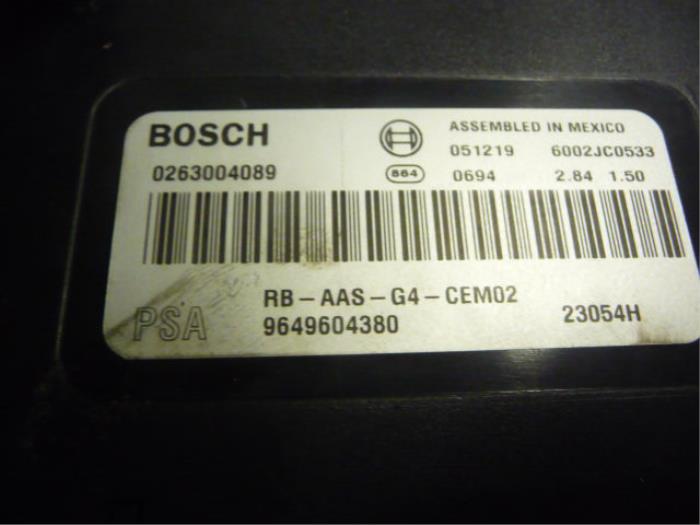 BOSCH ASSEMBLED IN MEXICO
051219 6002JC0533
0263004089 864 0694 2.84 1.50
RB-AAS-G4-CEM02
PSA 9649604380 23054H